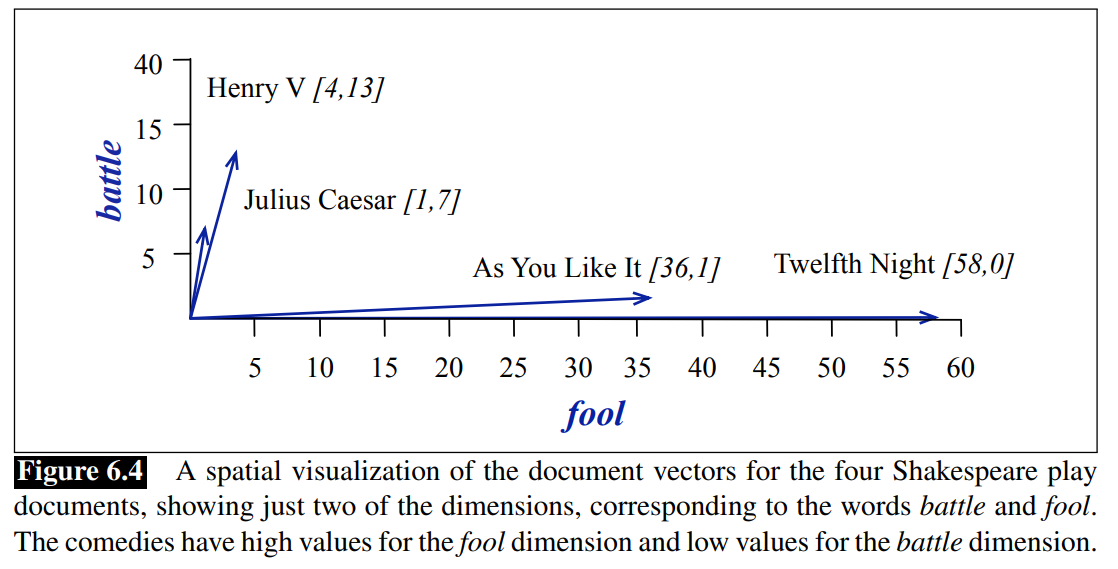 40
Henry V [4,13]
15
battle
10
Julius Caesar [1,7]
5
As You Like It [36,1]
Twelfth Night [58,0]
5 10 15 20 25 30 35 40 45 50 55 60
fool
Figure 6.4 A spatial visualization of the document vectors for the four Shakespeare play
documents, showing just two of the dimensions, corresponding to the words battle and fool.
The comedies have high values for the fool dimension and low values for the battle dimension.